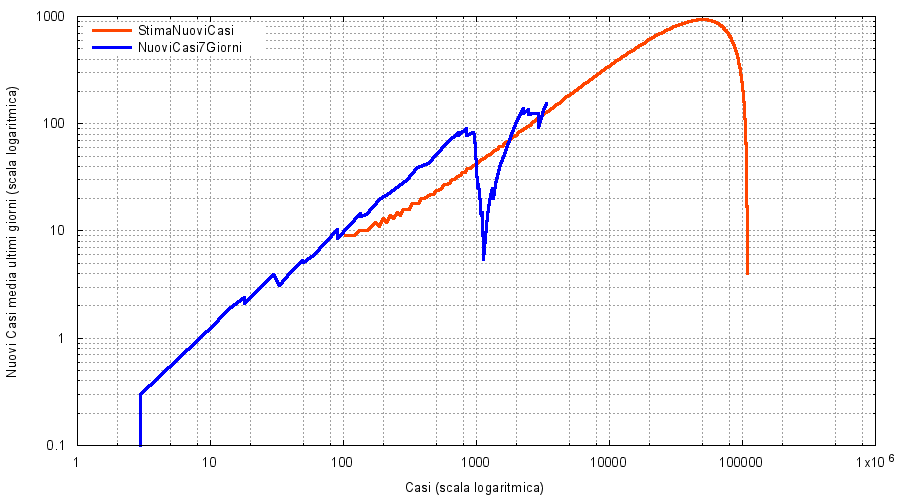 StimaNuoviCasi
NuoviCasi7Giorni
Nuovi Casi media ultimi giorni (scala logaritmica)
1000
100
10
1
0.1
1
10
100
1000
10000
100000
1x10 6
Casi (scala logaritmica)